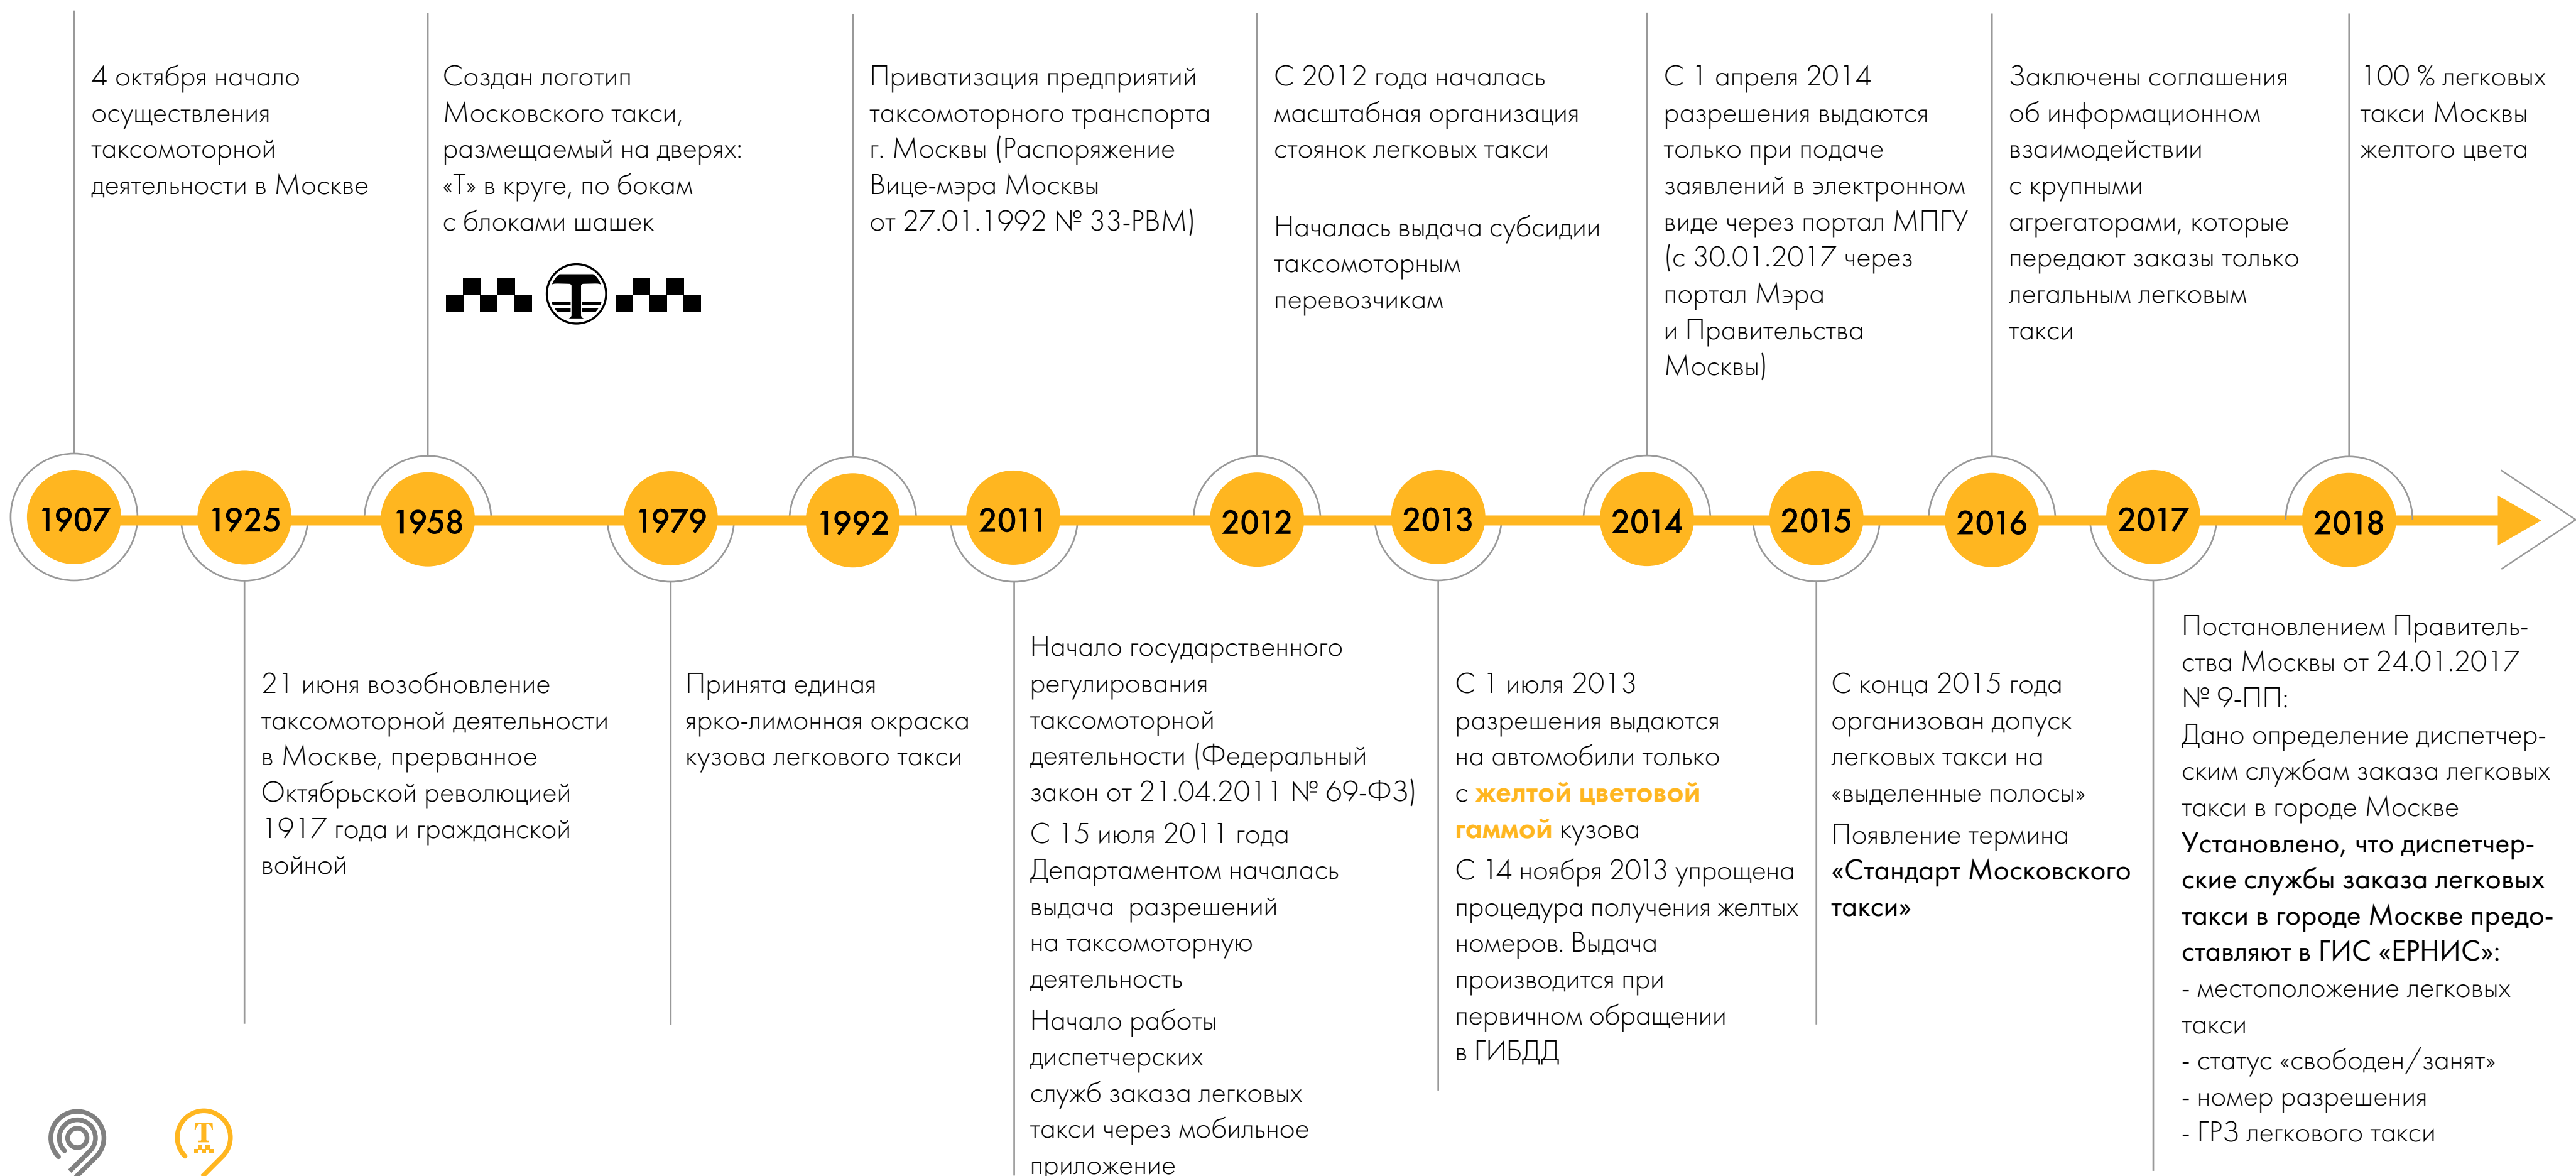 4 октября начало
осуществления
таксомоторной
деятельности в Москве
Создан логотип
Московского такси,
размещаемый на дверях:
«Т» в круге, по бокам
с блоками шашек
Т
Приватизация предприятий
таксомоторного транспорта
г. Москвы (Распоряжение
Вице-мэра Москвы
от 27.01.1992 № 33-РВМ)
С 2012 года началась
масштабная организация
стоянок легковых такси
Началась выдача субсидии
таксомоторным
перевозчикам
С 1 апреля 2014
разрешения выдаются
только при подаче
заявлений в электронном
виде через портал МПГУ
(с 30.01.2017 через
портал Мэра
и Правительства
Москвы)
Заключены соглашения
об информационном
взаимодействии
с крупными
агрегаторами, которые
передают заказы только
легальным легковым
такси
100 % легковых
такси Москвы
желтого цвета
1907
1925
1958
1979
1992
2011
2012
2013
2014
2015
2016
2017
2018
21 июня возобновление
таксомоторной деятельности
в Москве, прерванное
Октябрьской революцией
1917 года и гражданской
войной
Принята единая
ярко-лимонная окраска
кузова легкового такси
Начало государственного
регулирования
таксомоторной
деятельности (Федеральный
закон от 21.04.2011 № 69-ФЗ)
С 15 июля 2011 года
Департаментом началась
выдача разрешений
на таксомоторную
деятельность
Начало работы
диспетчерских
служб заказа легковых
такси через мобильное
приложение
С 1 июля 2013
разрешения выдаются
на автомобили только
с желтой цветовой
гаммой кузова
С 14 ноября 2013 упрощена
процедура получения желтых
номеров. Выдача
производится при
первичном обращении
в ГИБДД
С конца 2015 года
организован допуск
легковых такси на
«выделенные полосы»
Появление термина
«Стандарт Московского
такси»
Постановлением Правитель-
ства Москвы от 24.01.2017
№ 9-ПП:
Дано определение диспетчер-
ским службам заказа легковых
такси в городе Москве
Установлено, что диспетчер-
ские службы заказа легковых
такси в городе Москве предо-
ставляют в ГИС «ЕРНИС»:
- местоположение легковых
такси
- статус «свободен/занят»
- номер разрешения
- ГРЗ легкового такси
Т